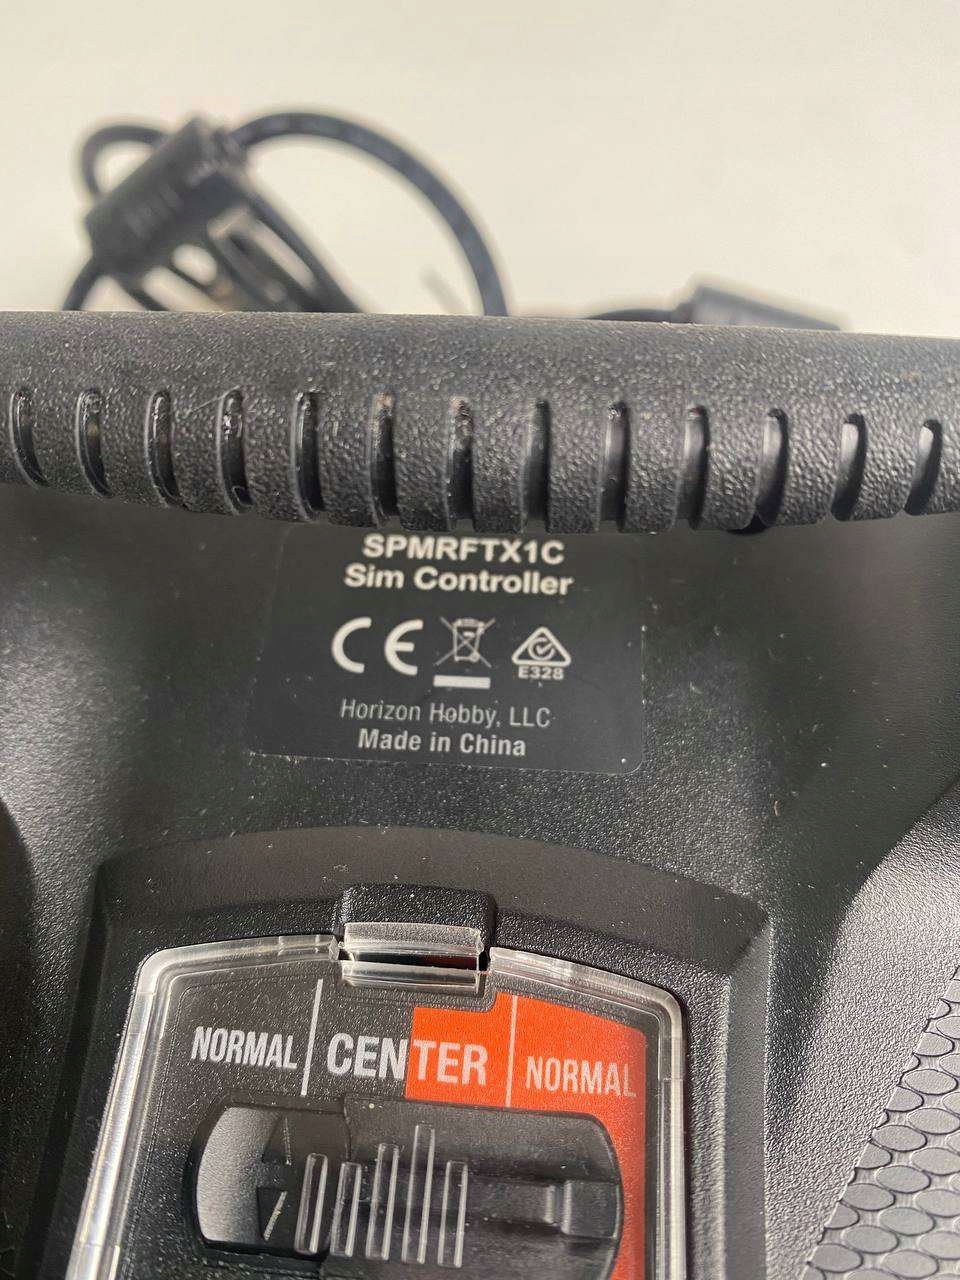 SPMRFTX1C
Sim Controller
CE
E328
Horizon Hobby, LLC
Made in China
NORMAL CENTER NORMAL